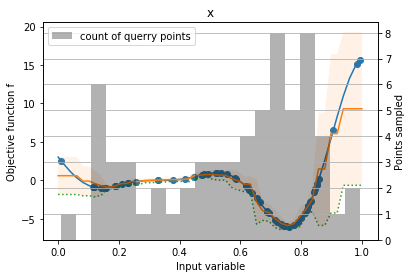 x
count of querry points
Objective function f
20
15
10
5
0
−5
8
7
6
5
4
3
2
1
0
Points sampled
0.0 0.2 0.4 0.6 0.8 1.0
Input variable